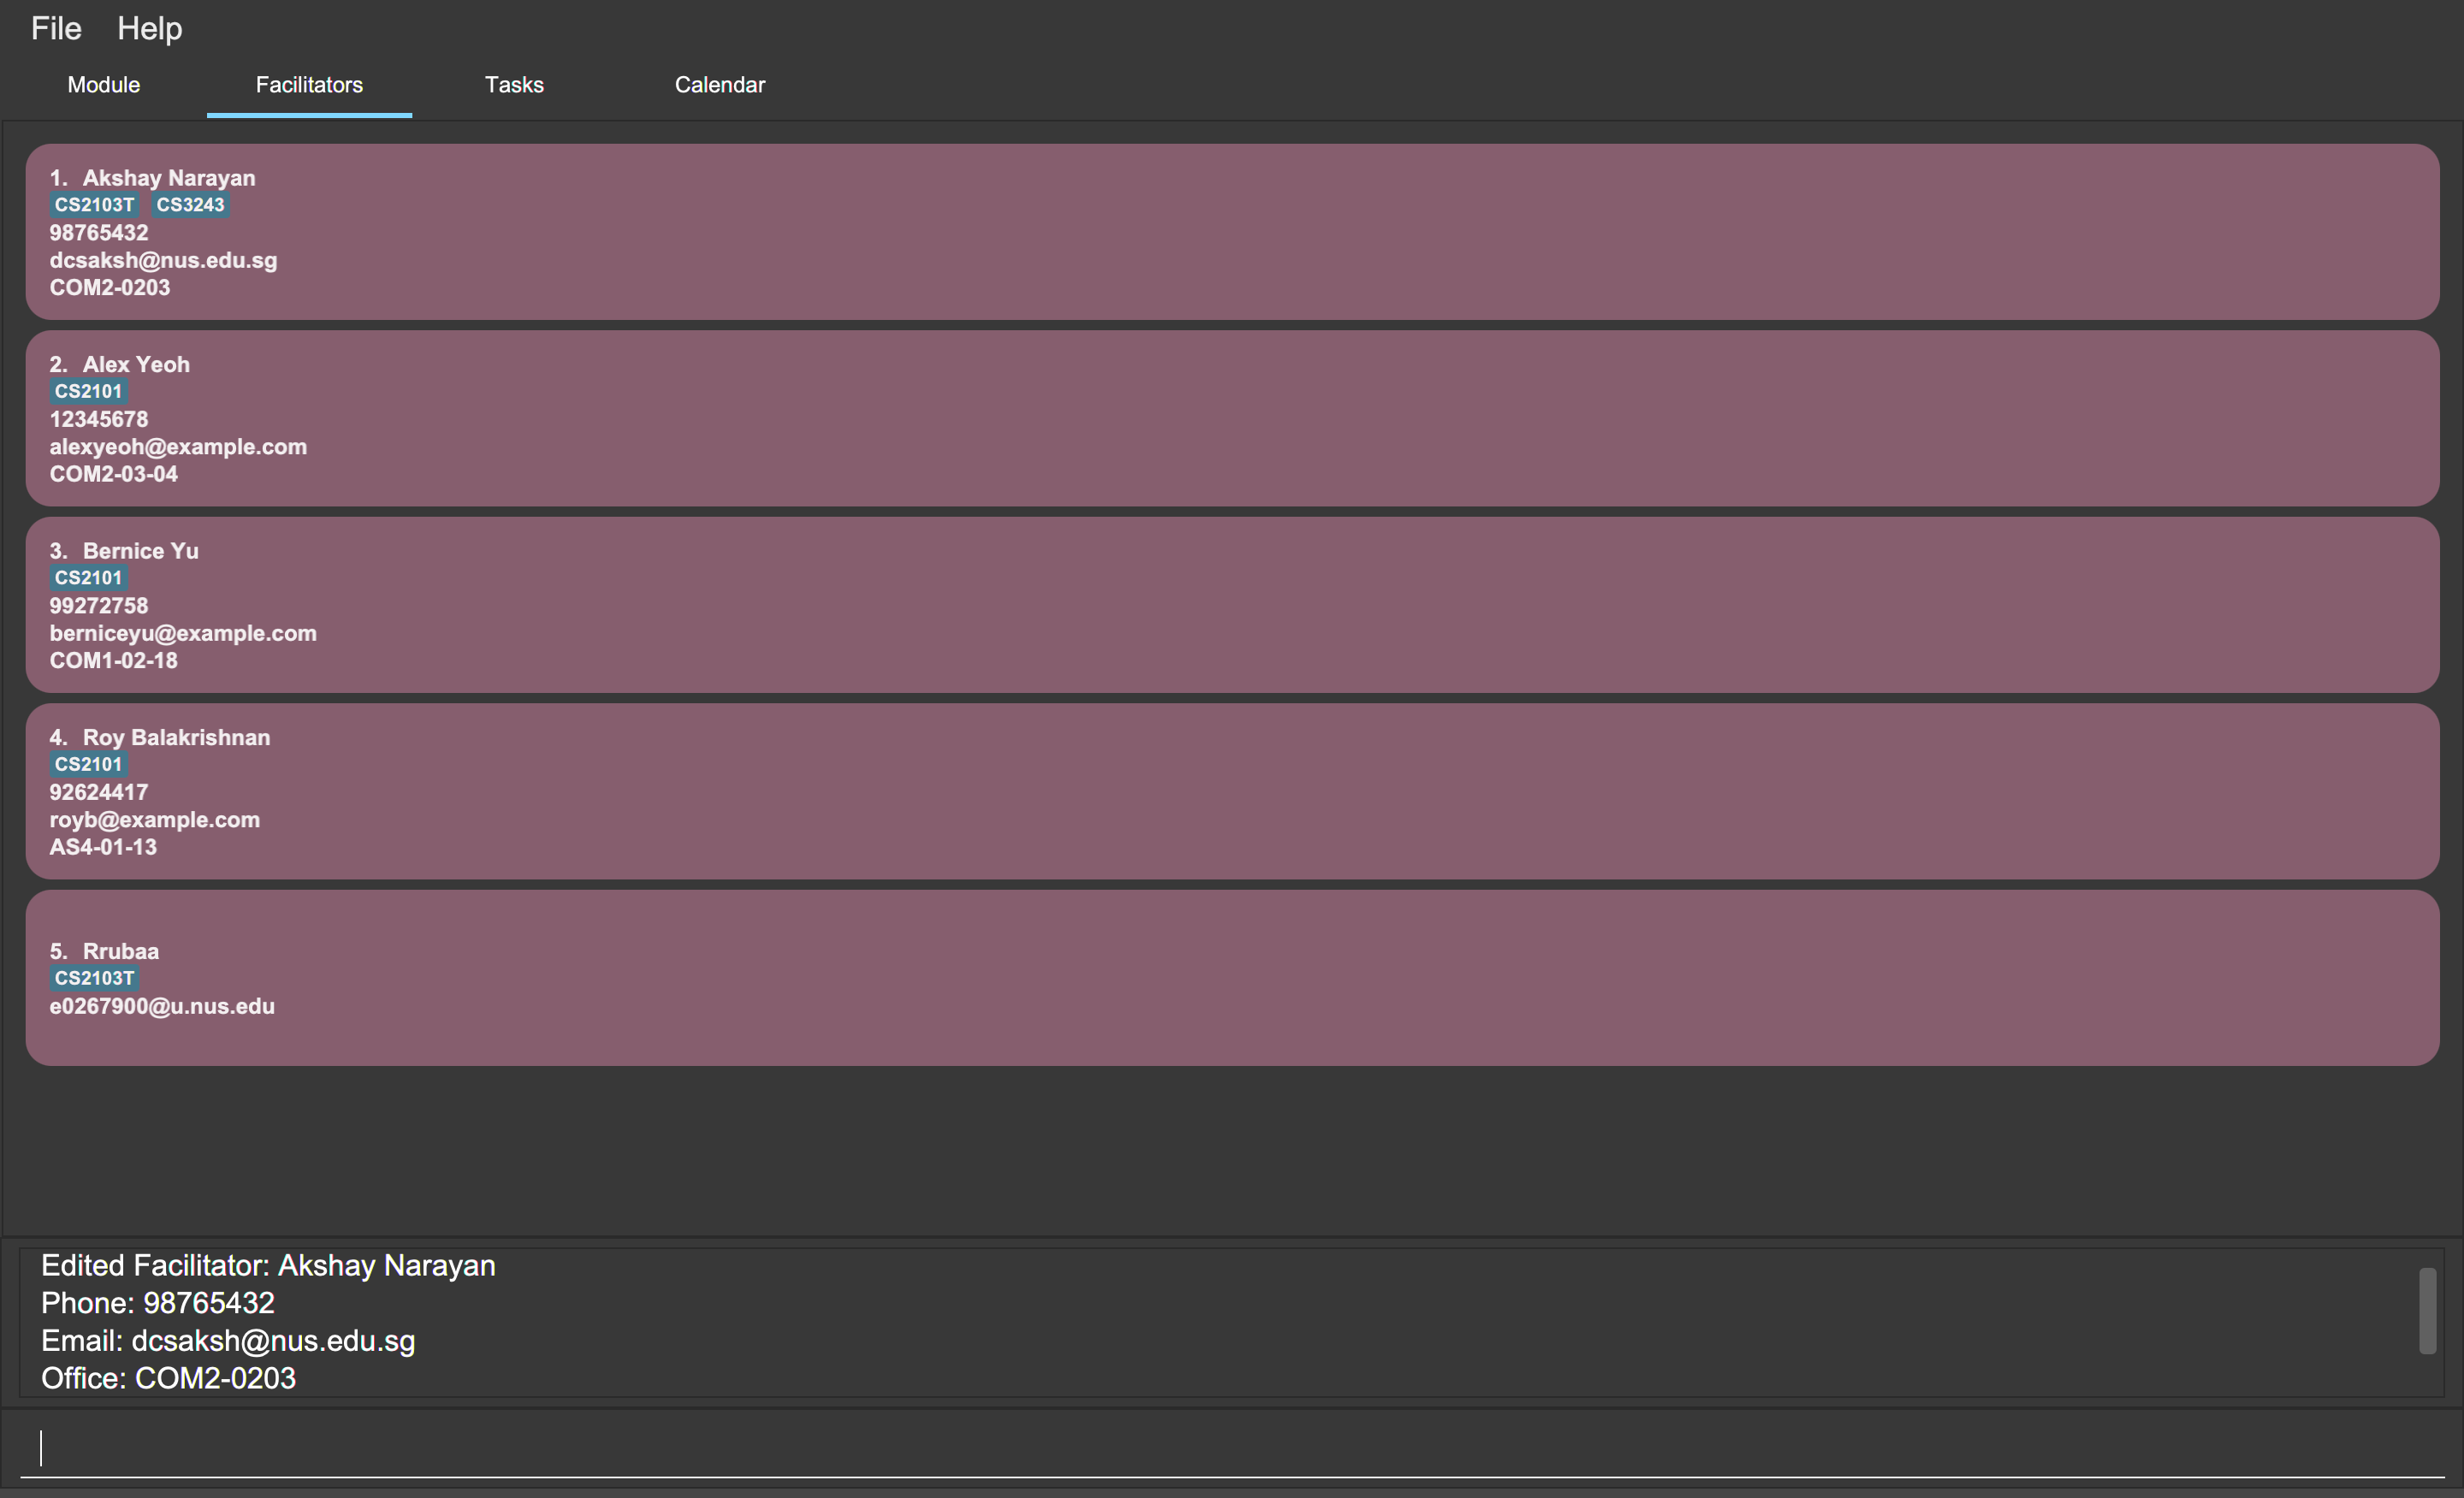 File Help
Module Facilitators Tasks Calendar
1. Akshay Narayan
CS2103T CS3243
98765432
dcsaksh@nus.edu.sg
COM2-0203
2. Alex Yeoh
CS2101
12345678
alexyeoh@example.com
COM2-03-04
3. Bernice Yu
CS2101
99272758
berniceyu@example.com
COM1-02-18
4. Roy Balakrishnan
CS2101
92624417
royb@example.com
AS4-01-13
5. Rrubaa
CS2103T
e0267900@u.nus.edu
Edited Facilitator: Akshay Narayan
Phone: 98765432
Email: dcsaksh@nus.edu.sg
Office: COM2-0203